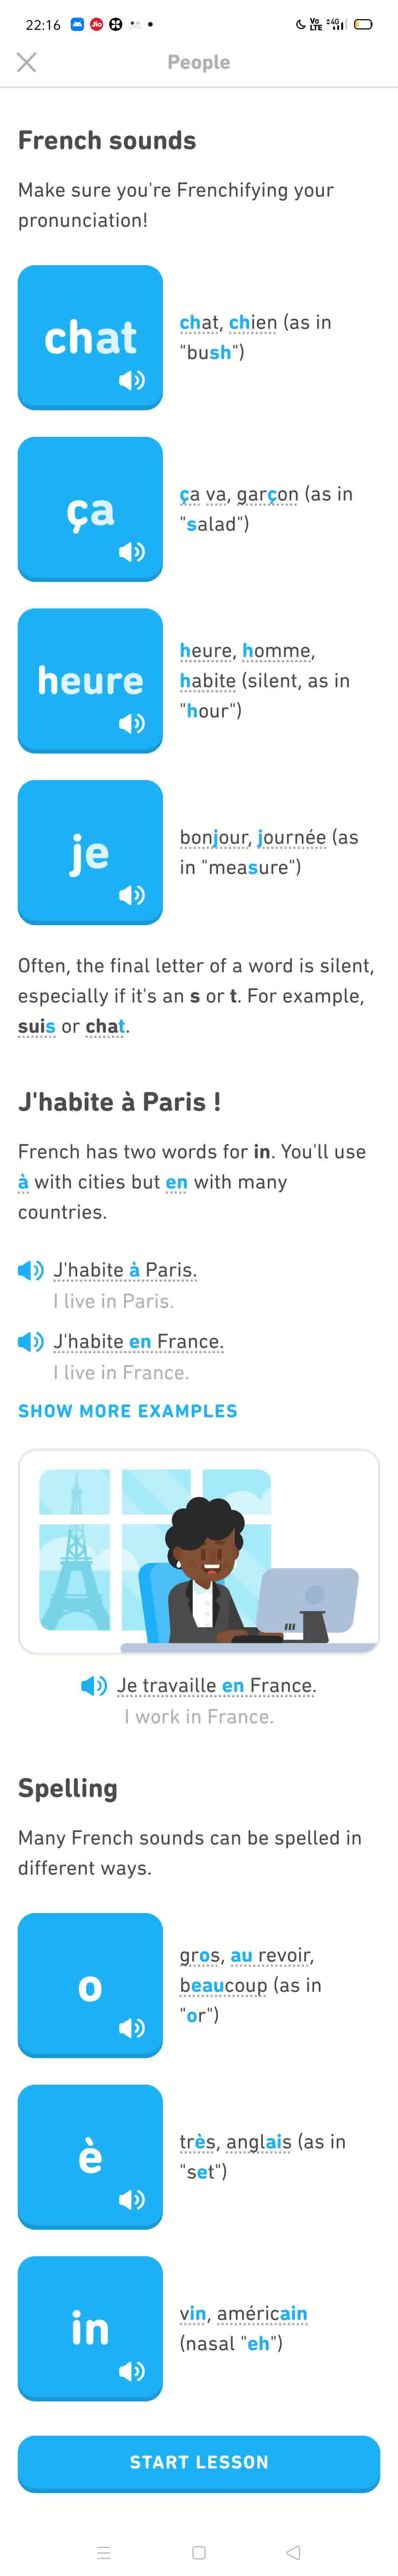 22:16 Jio Vo LTE 4G
People
French sounds
Make sure you're Frenchifying your
pronunciation!
chat
chat, chien (as in
"bush")
ça
ça va, garçon (as in
"salad")
heure
heure, homme,
habite (silent, as in
"hour")
je
bonjour, journée (as
in "measure")
Often, the final letter of a word is silent,
especially if it's an s or t. For example,
suis or chat.
J'habite à Paris !
French has two words for in. You'll use
à with cities but en with many
countries.
J'habite à Paris.
I live in Paris.
J'habite en France.
I live in France.
SHOW MORE EXAMPLES
Je travaille en France.
I work in France.
Spelling
Many French sounds can be spelled in
different ways.
o
gros, au revoir,
beaucoup (as in
"or")
è
très, anglais (as in
"set")
in
vin, américain
(nasal "eh")
START LESSON